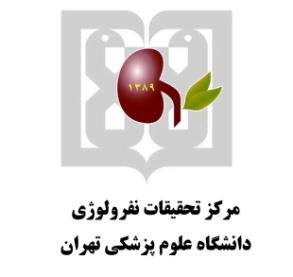 ۱۳۸۹
مرکز تحقیقات نفرولوژی
دانشگاه علوم پزشکی تهران